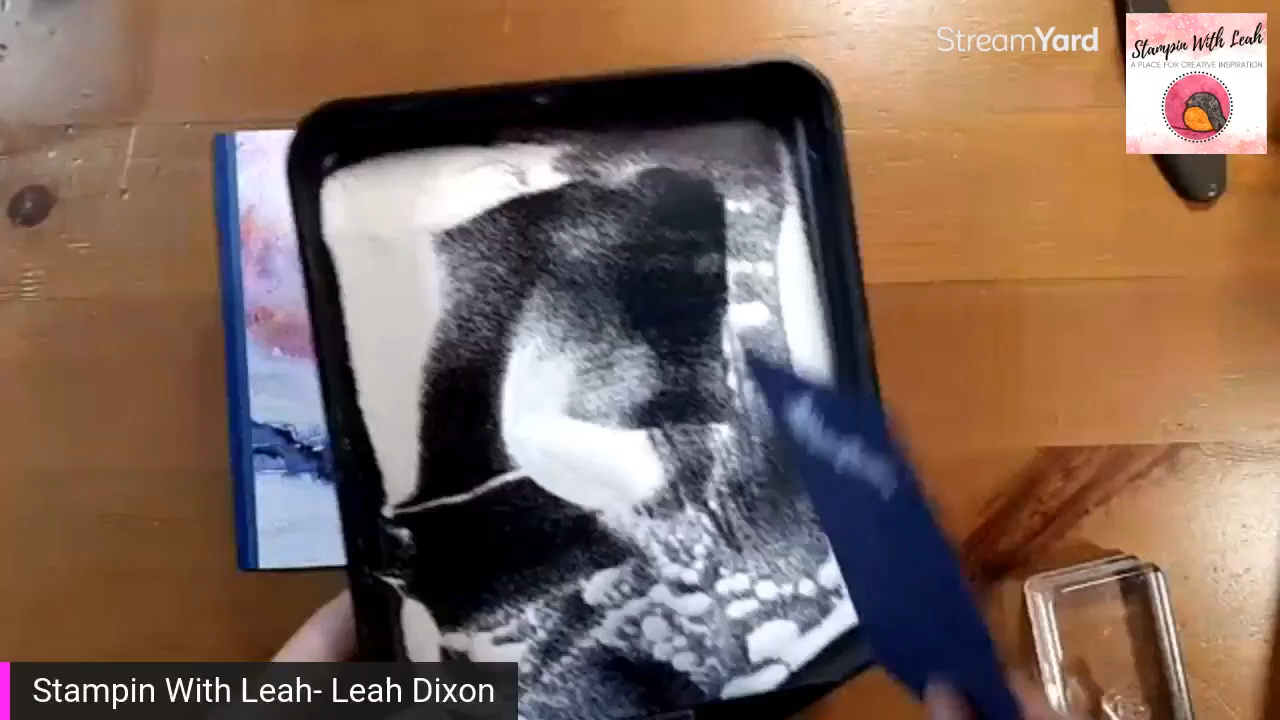 StreamYard
Stampin With Leah
A PLACE FOR CREATIVE INSPIRATION
Stampin With Leah- Leah Dixon